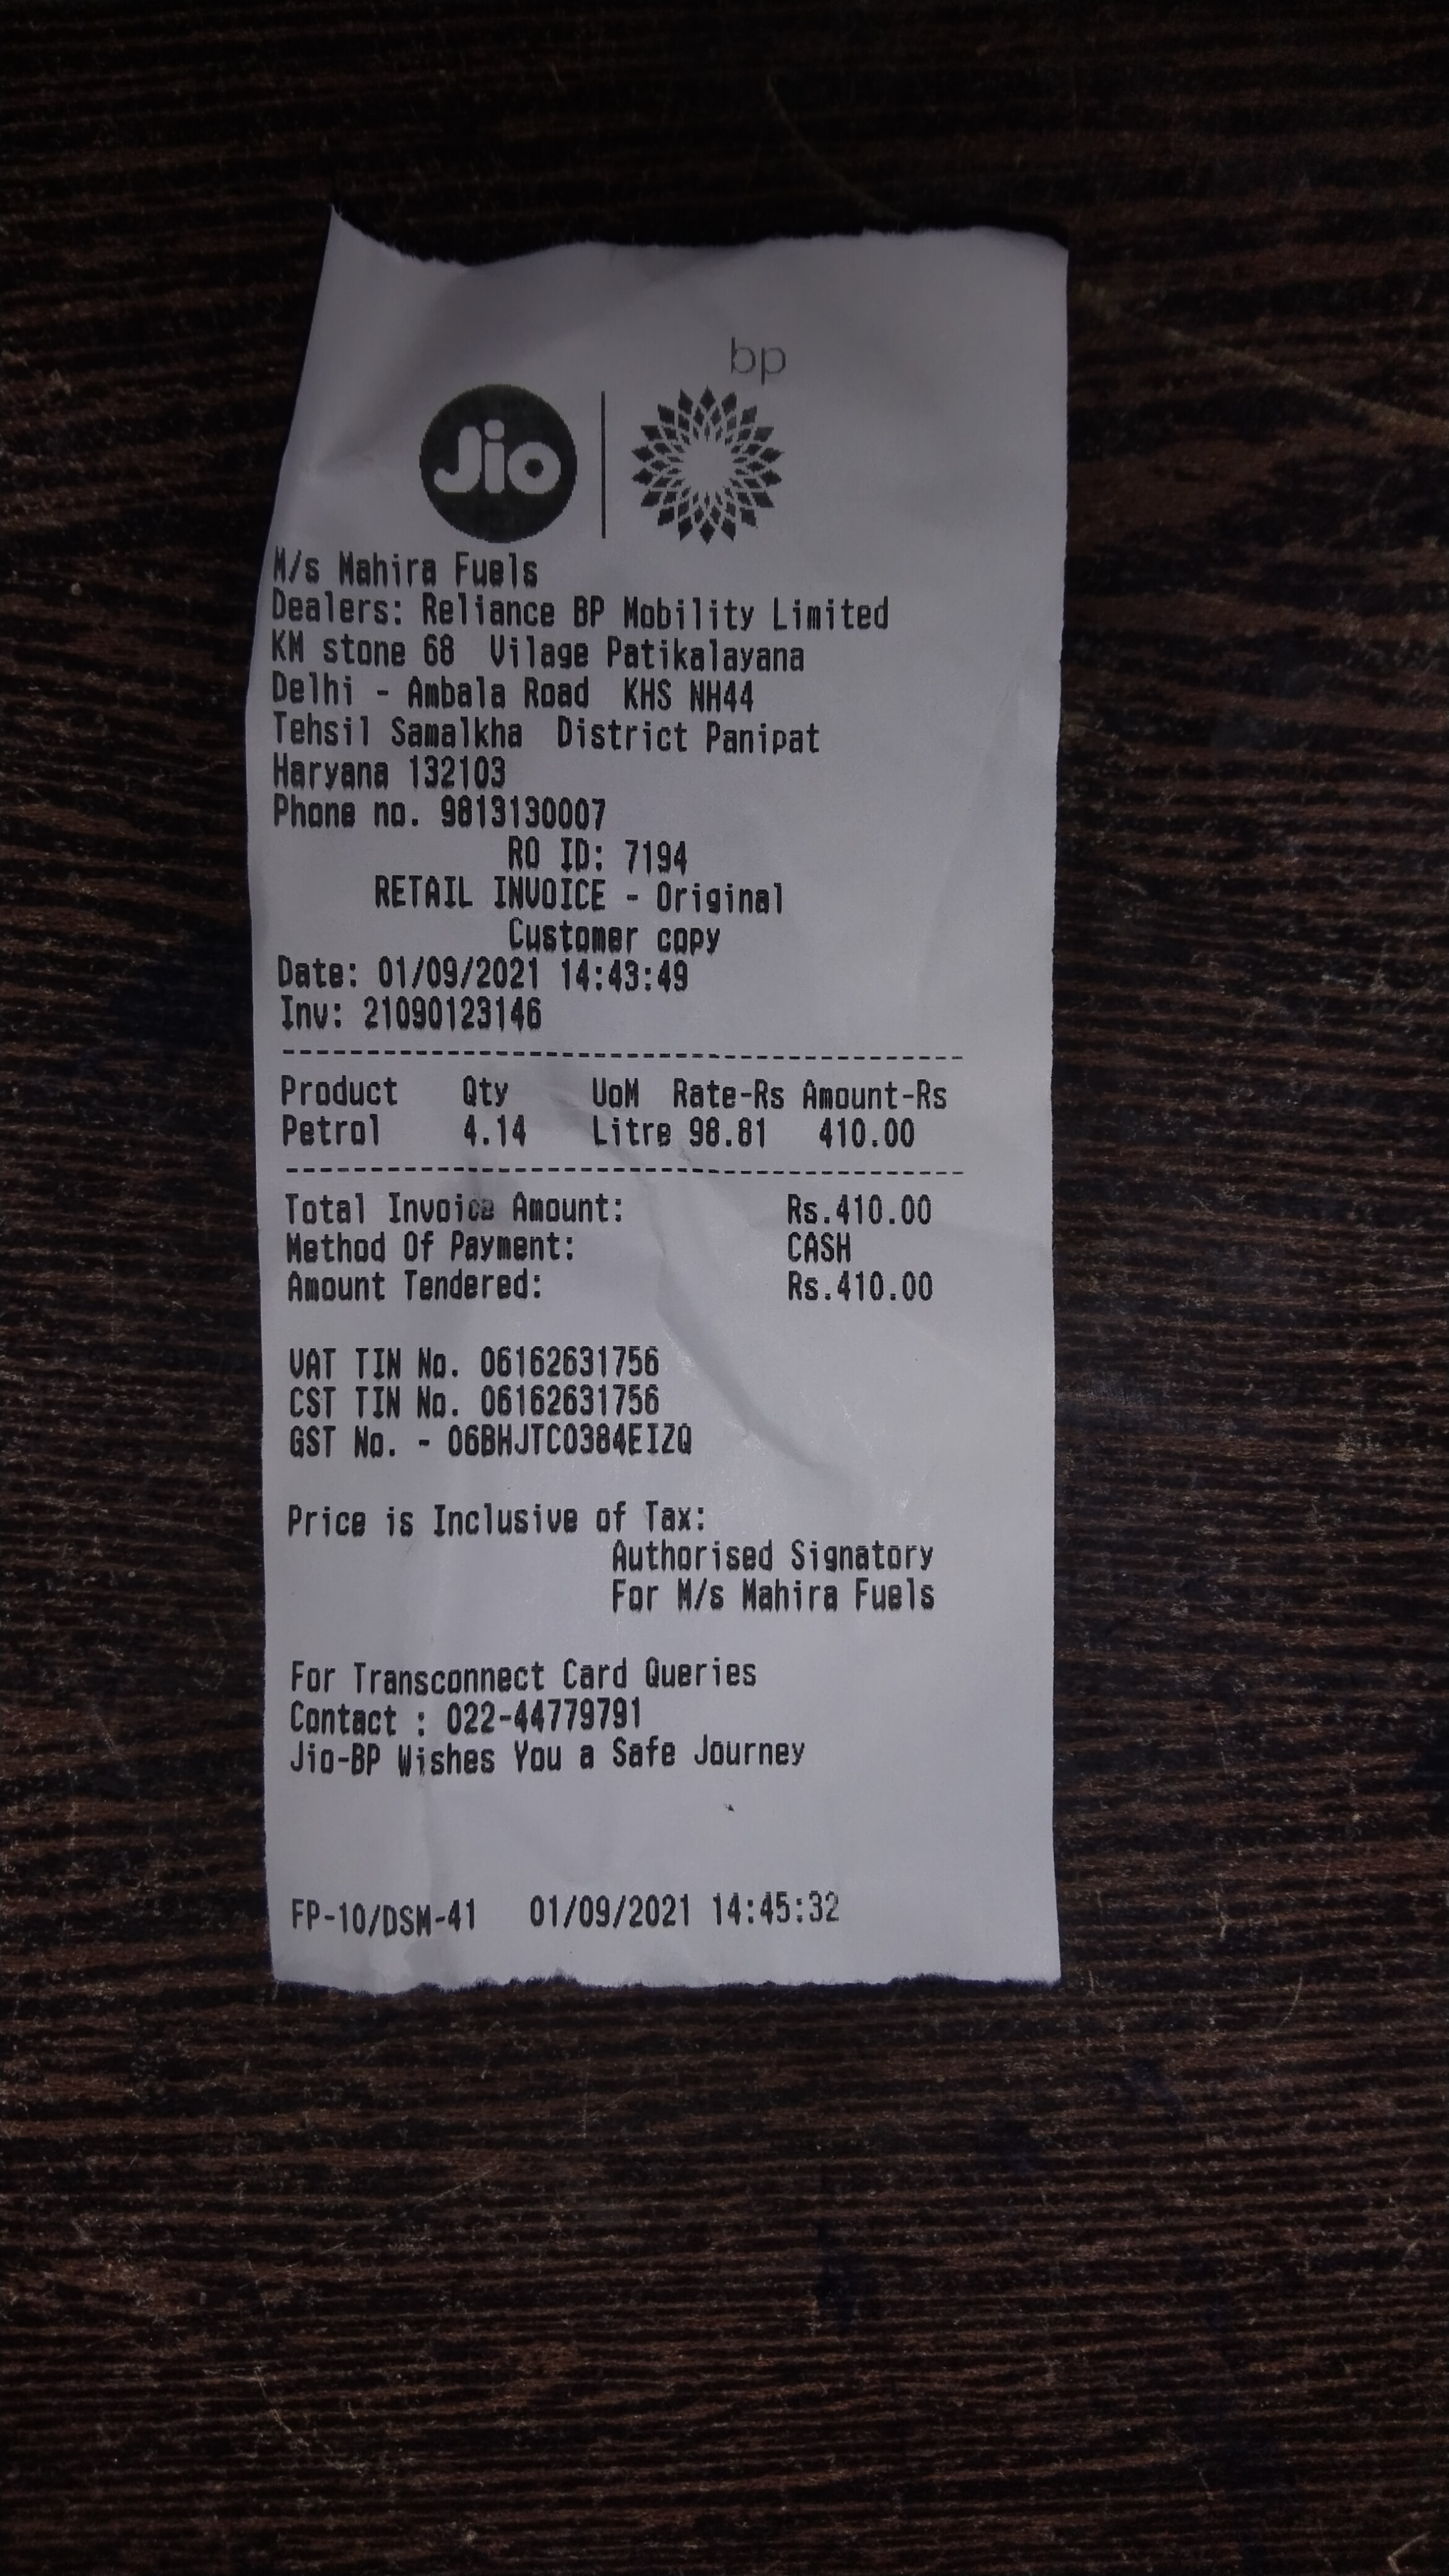 bp
Jio
M/s Mahira Fuels
Dealers: Reliance BP Mobility Limited
KM stone 68 Vilage Patikalayana
Delhi - Ambala Road KHS NH44
Tehsil Samalkha District Panipat
Haryana 132103
Phone no. 9813130007
RO ID: 7194
RETAIL INVOICE - Original
Customer copy
Date: 01/09/2021 14:43:49
Inv: 21090123146
Product Qty UoM Rate-Rs Amount-Rs
Petrol 4.14 Litre 98.81 410.00
Total Invoice Amount: Rs.410.00
Method Of Payment: CASH
Amount Tendered: Rs.410.00
VAT TIN No. 06162631756
CST TIN No. 06162631756
GST No. - 06BHJTC0384EIZQ
Price is Inclusive of Tax:
Authorised Signatory
For M/s Mahira Fuels
For Transconnect Card Queries
Contact : 022-44779791
Jio-BP Wishes You a Safe Journey
FP-10/DSM-41 01/09/2021 14:45:32